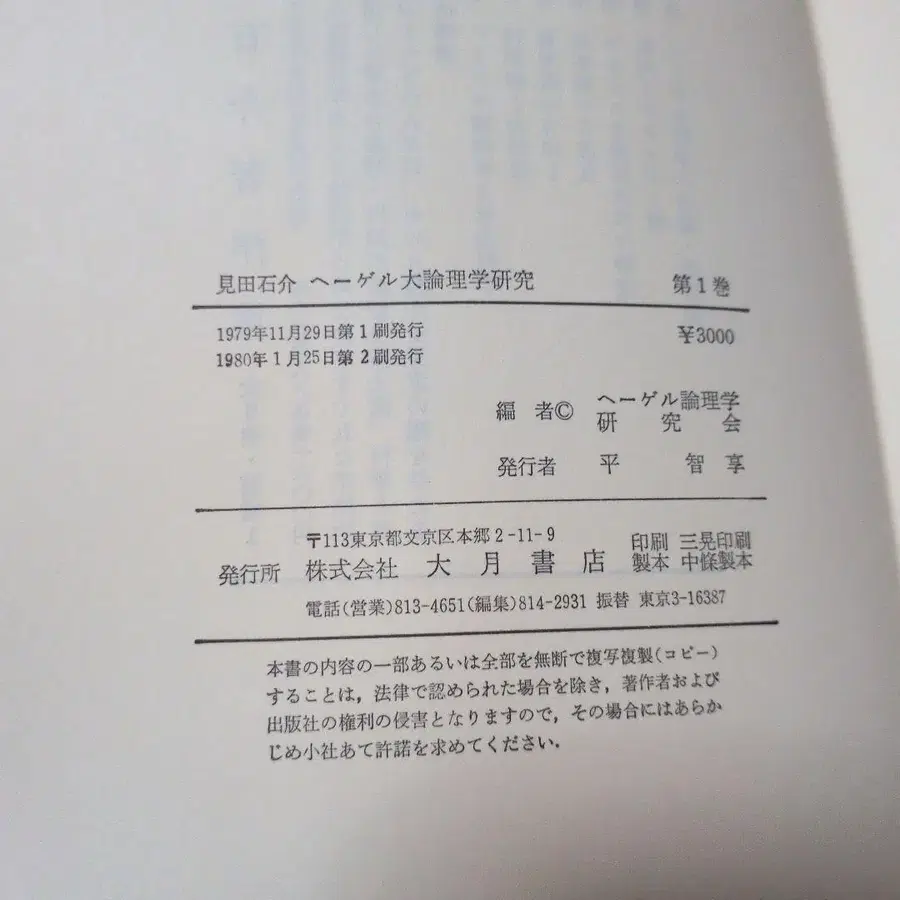 見田石介 ヘーゲル大論理学研究 第1巻
1979年11月29日第1刷発行 ¥3000
1980年1月25日第2刷発行
編 者© ヘーゲル論理学
研 究 会
発行者 平 智 享
〒113東京都文京区本郷2-11-9
発行所 株式会社 大 月 書 店
印刷 三晃印刷
製本 中條製本
電話(営業)813-4651(編集)814-2931 振替 東京3-16387
本書の内容の一部あるいは全部を無断で複写複製(コピー)
することは,法律で認められた場合を除き,著作者および
出版社の権利の侵害となりますので,その場合にはあらか
じめ小社あて許諾を求めてください.